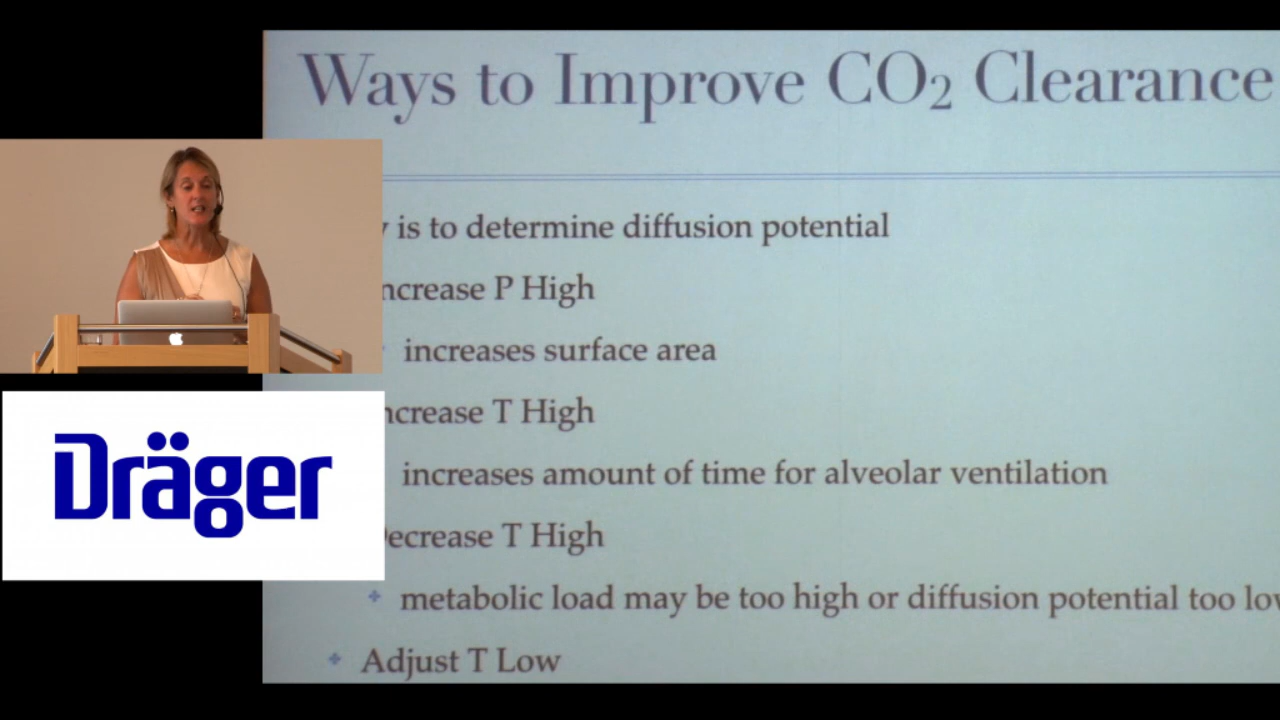 Ways to Improve CO₂ Clearance
is to determine diffusion potential
ncrease P High
increases surface area
ncrease T High
increases amount of time for alveolar ventilation
ecrease T High
metabolic load may be too high or diffusion potential too lo
Adjust T Low
Dräger